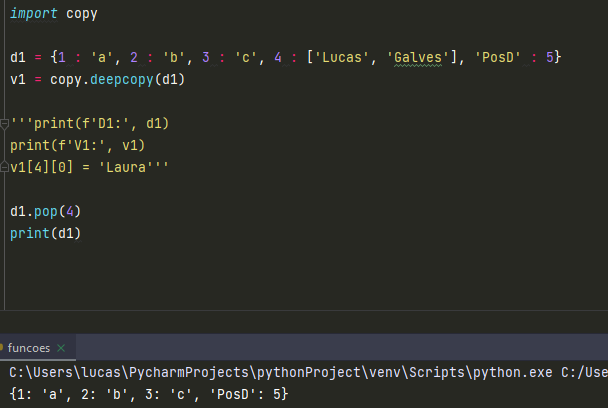 import copy
d1 = {1 : 'a', 2 : 'b', 3 : 'c', 4 : ['Lucas', 'Galves'], 'PosD' : 5}
v1 = copy.deepcopy(d1)
'''print(f'D1:', d1)
print(f'V1:', v1)
v1[4][0] = 'Laura'''
d1.pop(4)
print(d1)
funcoes
C:\Users\lucas\PycharmProjects\pythonProject\venv\Scripts\python.exe C:/Use
{1: 'a', 2: 'b', 3: 'c', 'PosD': 5}